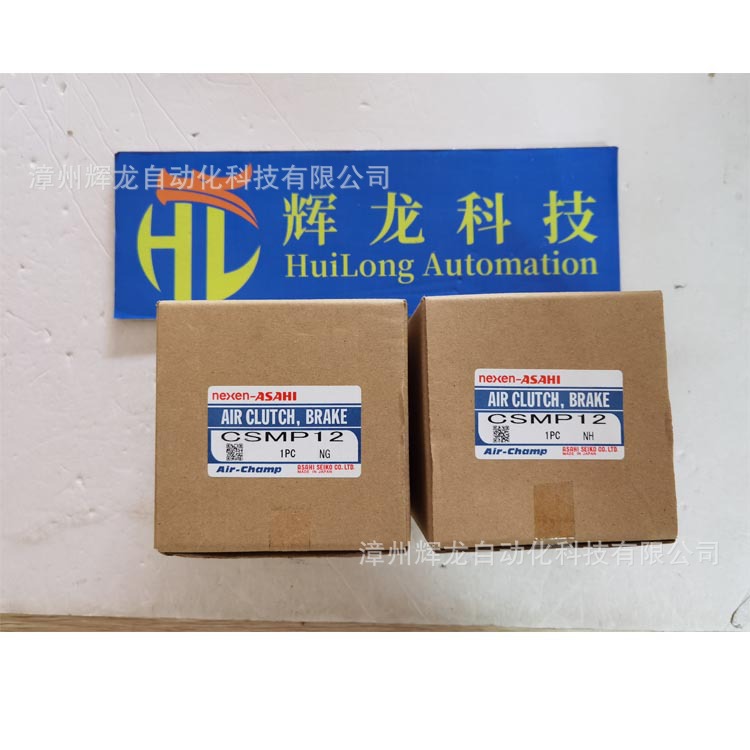 漳州辉龙自动化科技有限公司
HL
辉龙科技
HuiLong Automation
nexen-ASAHI
AIR CLUTCH, BRAKE
CSMP12
1PC NG
Air-Champ
ASAHI SEIKO CO.,LTD.
MADE IN JAPAN
nexen-ASAHI
AIR CLUTCH, BRAKE
CSMP12
1PC NH
Air-Champ
ASAHI SEIKO CO.,LTD.
MADE IN JAPAN
漳州辉龙自动化科技有限公司